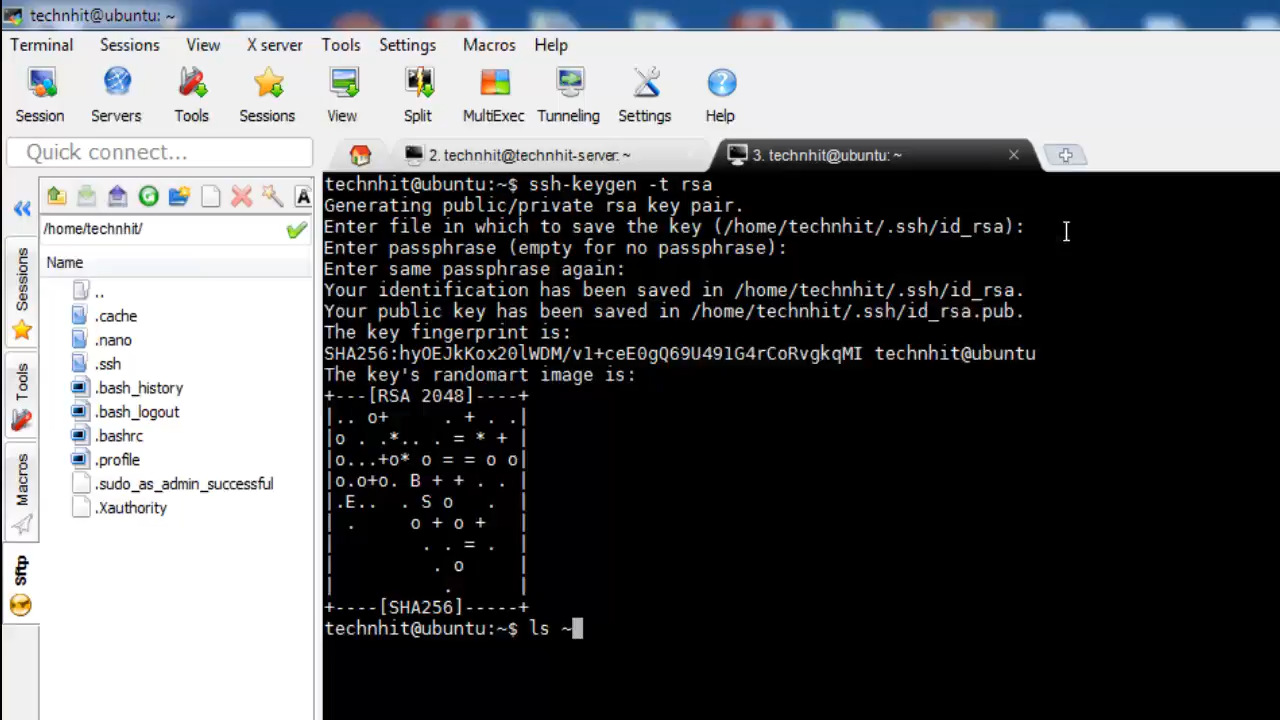 technhit@ubuntu: ~
Terminal Sessions View X server Tools Settings Macros Help
Session Servers Tools Sessions View Split MultiExec Tunneling Settings Help
Quick connect...
2. technhit@technhit-server: ~
3. technhit@ubuntu: ~
/home/technhit/
Name
..
.cache
.nano
.ssh
.bash_history
.bash_logout
.bashrc
.profile
.sudo_as_admin_successful
.Xauthority
Sessions
Tools
Macros
Sftp
technhit@ubuntu:~$ ssh-keygen -t rsa
Generating public/private rsa key pair.
Enter file in which to save the key (/home/technhit/.ssh/id_rsa):
Enter passphrase (empty for no passphrase):
Enter same passphrase again:
Your identification has been saved in /home/technhit/.ssh/id_rsa.
Your public key has been saved in /home/technhit/.ssh/id_rsa.pub.
The key fingerprint is:
SHA256:hyOEJkKox20lWDM/v1+ceE0gQ69U491G4rCoRvgkqMI technhit@ubuntu
The key's randomart image is:
+---[RSA 2048]----+
|.. o+     . + . .|
|o . .*.. . = * + |
|o...+o* o = = o o|
|o.o+o. B + + . . |
|.E..  . S o   .  |
| .     o + o +   |
|        . . = .  |
|         . o     |
|          .      |
+----[SHA256]-----+
technhit@ubuntu:~$ ls ~